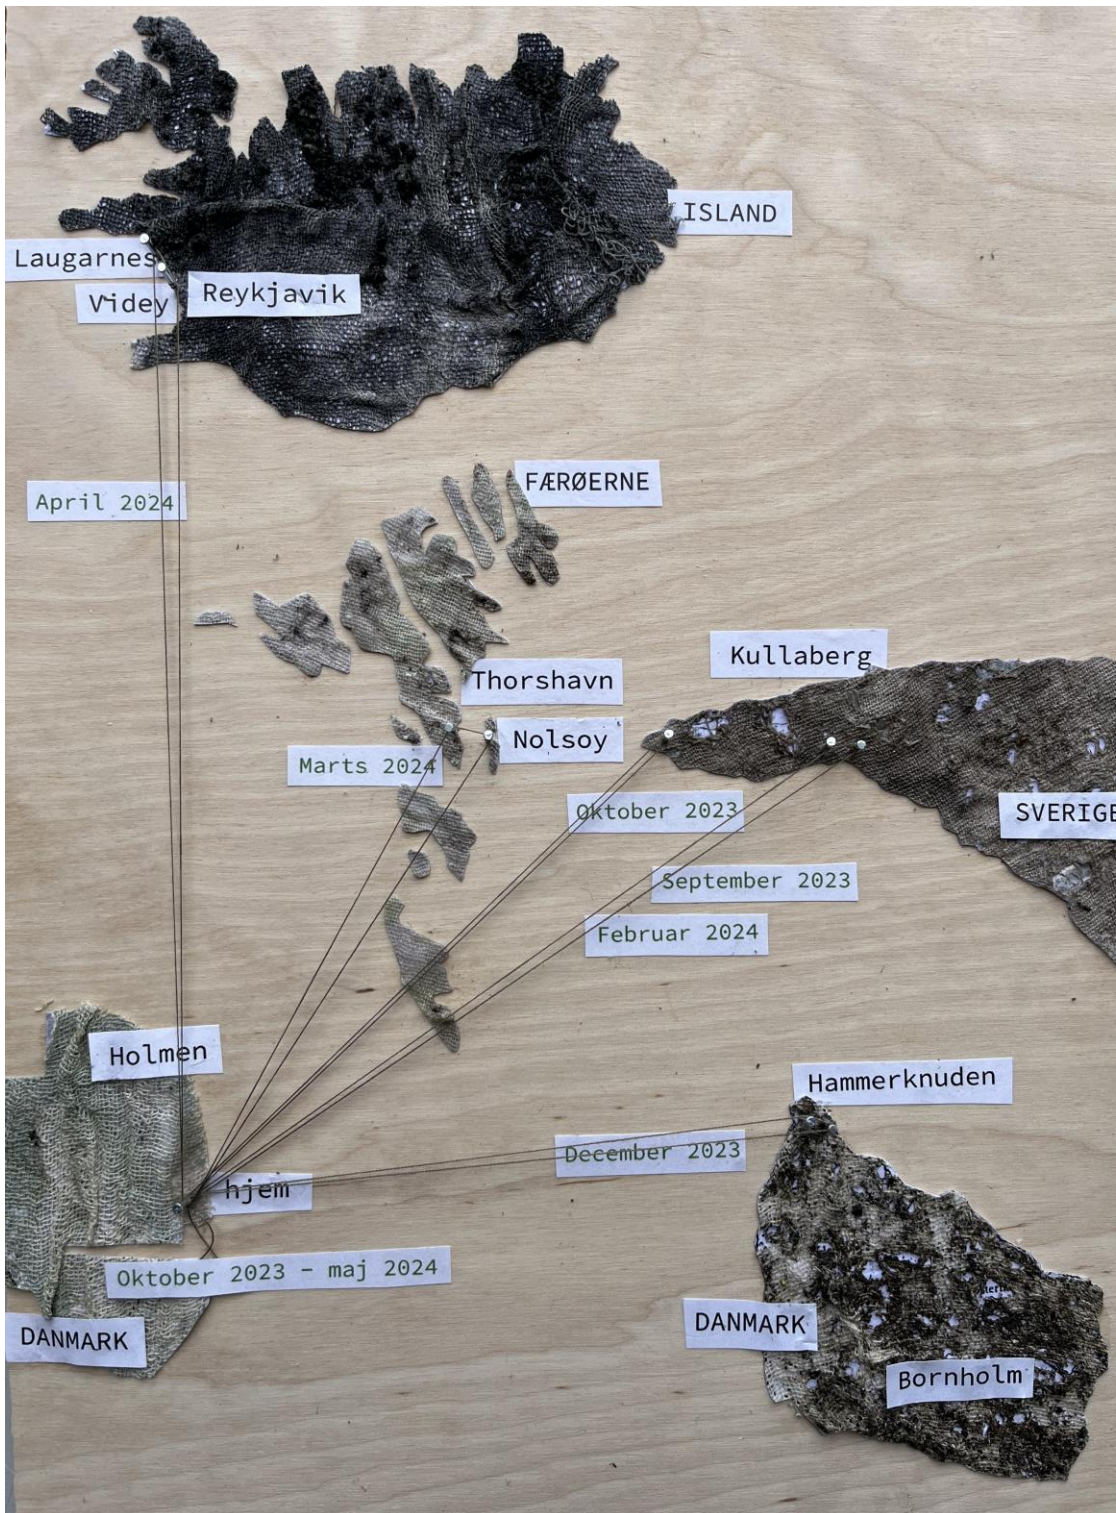 ISLAND
Laugarnes
Videy
Reykjavik
April 2024
FÆRØERNE
Kullaberg
Thorshavn
Nolsoy
Marts 2024
Oktober 2023
SVERIGE
September 2023
Februar 2024
Holmen
Hammerknuden
December 2023
hjem
Oktober 2023 - maj 2024
DANMARK
DANMARK
Bornholm